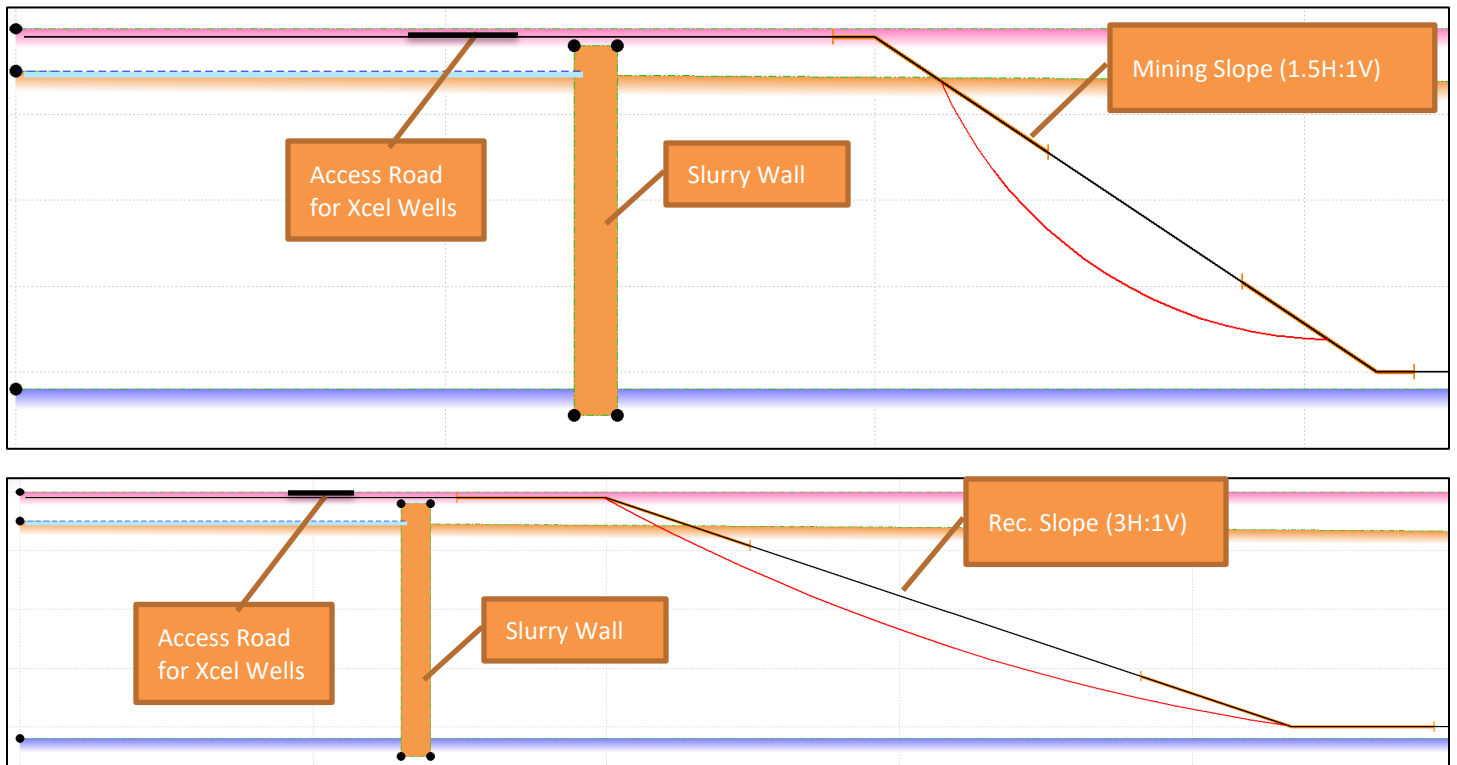 Mining Slope (1.5H:1V)
Access Road
for Xcel Wells
Slurry Wall
Rec. Slope (3H:1V)
Access Road
for Xcel Wells
Slurry Wall